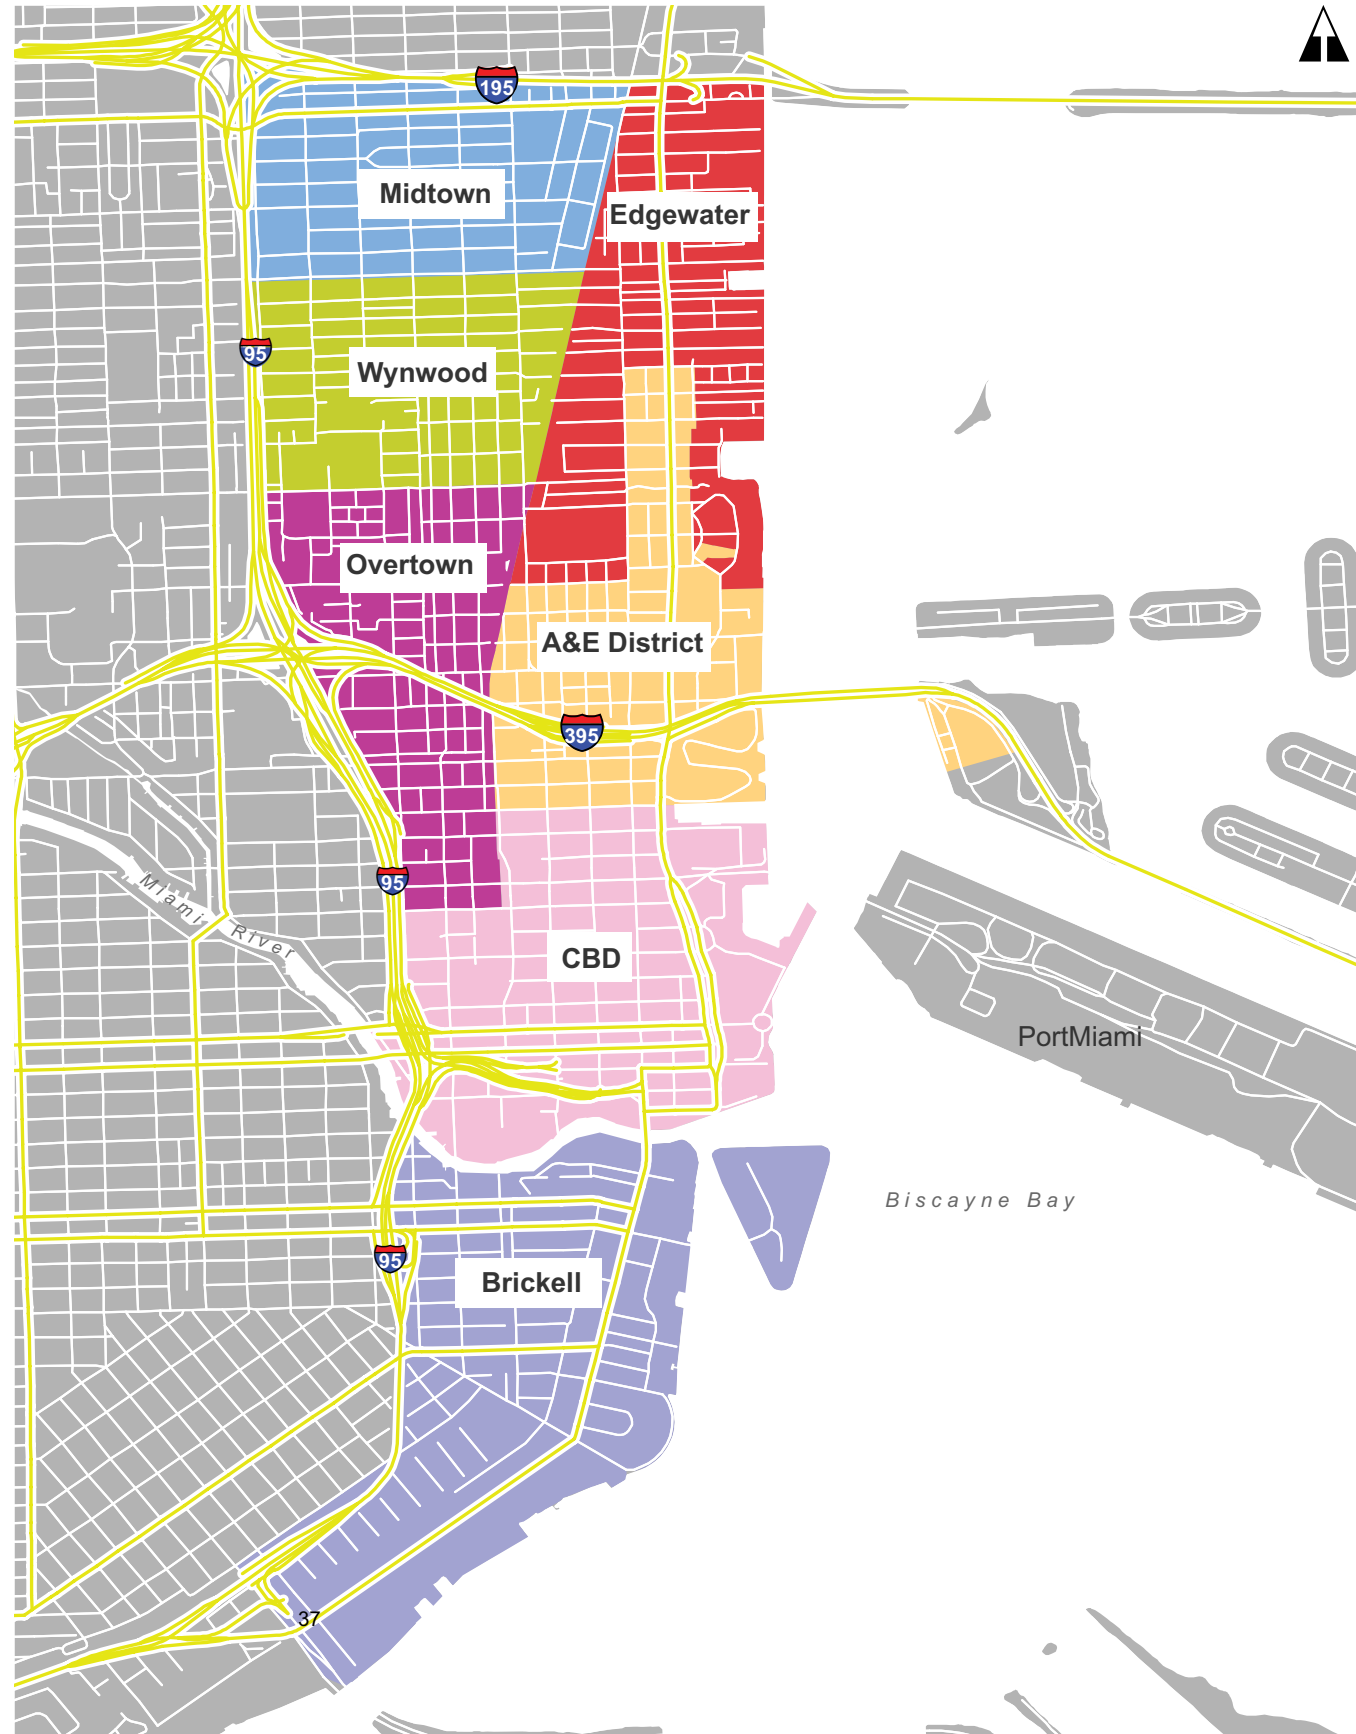 195
Midtown
Edgewater
95
Wynwood
Overtown
A&E District
395
95
Miami River
CBD
PortMiami
Biscayne Bay
95
Brickell
37